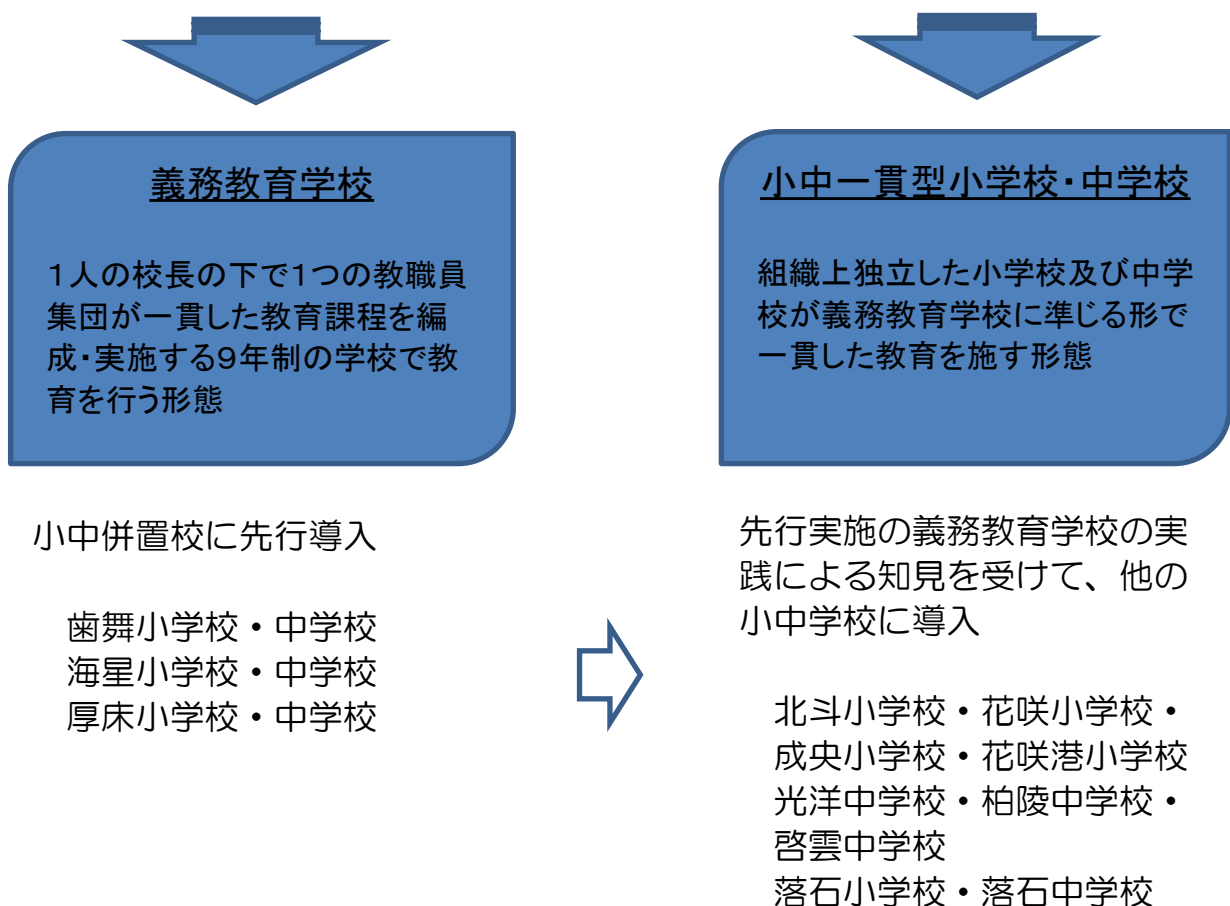 義務教育学校
１人の校長の下で１つの教職員
集団が一貫した教育課程を編
成・実施する９年制の学校で教
育を行う形態
小中併置校に先行導入
歯舞小学校・中学校
海星小学校・中学校
厚床小学校・中学校
小中一貫型小学校・中学校
組織上独立した小学校及び中学
校が義務教育学校に準じる形で
一貫した教育を施す形態
先行実施の義務教育学校の実
践による知見を受けて、他の
小中学校に導入
北斗小学校・花咲小学校・
成央小学校・花咲港小学校
光洋中学校・柏陵中学校・
啓雲中学校
落石小学校・落石中学校